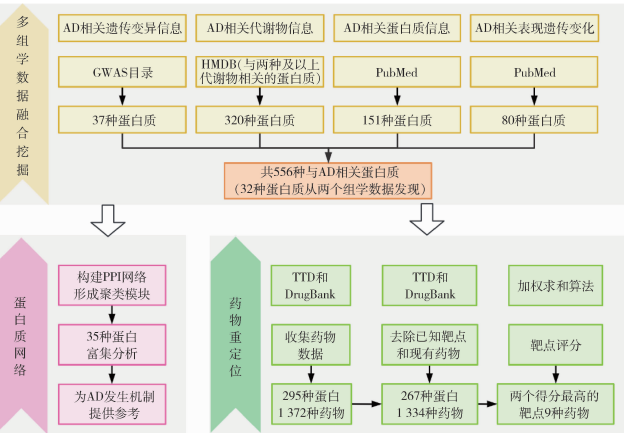 多组学数据融合挖掘
AD相关遗传变异信息
AD相关代谢物信息
AD相关蛋白质信息
AD相关表现遗传变化
GWAS目录
HMDB(与两种及以上
代谢物相关的蛋白质)
PubMed
PubMed
37种蛋白质
320种蛋白质
151种蛋白质
80种蛋白质
共556种与AD相关蛋白质
(32种蛋白质从两个组学数据发现)
蛋白质网络
构建PPI网络
形成聚类模块
35种蛋白
富集分析
为AD发生机制
提供参考
药物重定位
TTD和
DrugBank
TTD和
DrugBank
加权求和算法
收集药物
数据
去除已知靶点
和现有药物
靶点评分
295种蛋白
1 372种药物
267种蛋白
1 334种药物
两个得分最高的
靶点9种药物